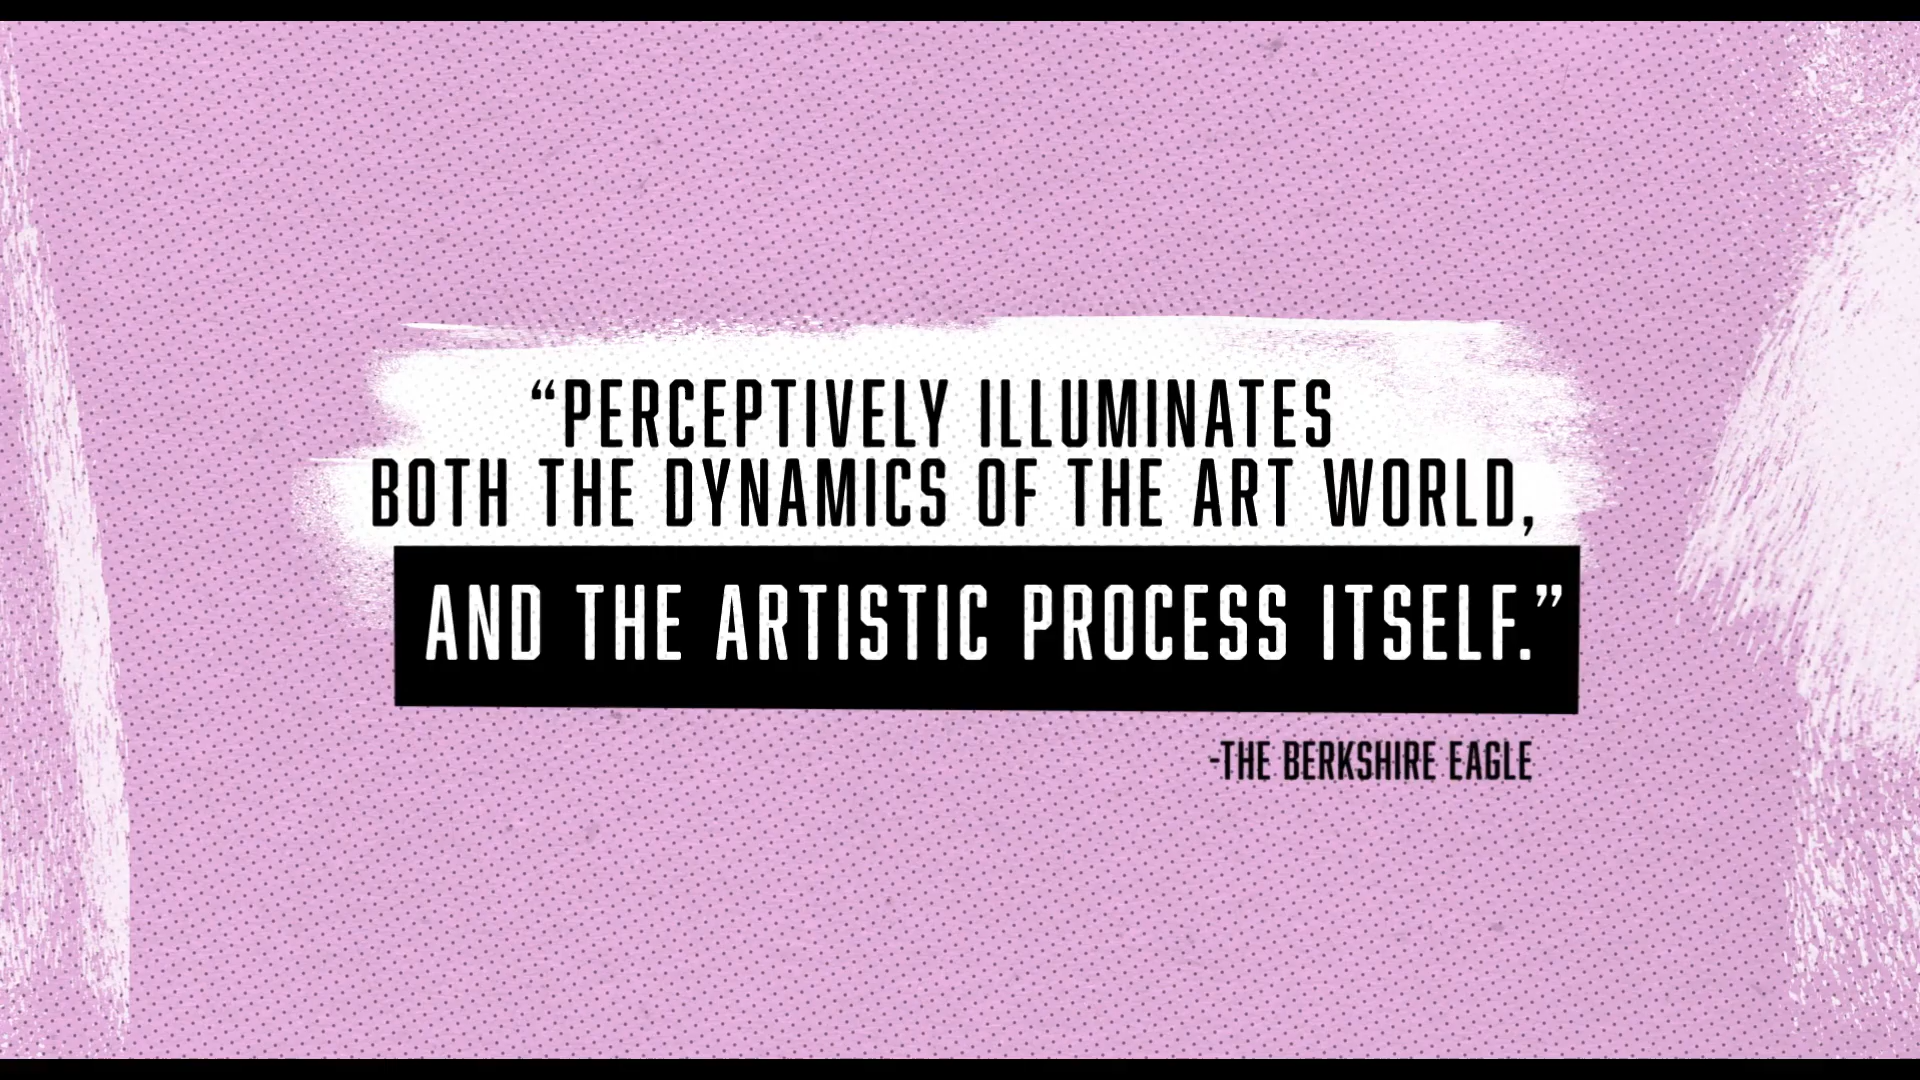 “PERCEPTIVELY ILLUMINATES
BOTH THE DYNAMICS OF THE ART WORLD,
AND THE ARTISTIC PROCESS ITSELF.”
-THE BERKSHIRE EAGLE